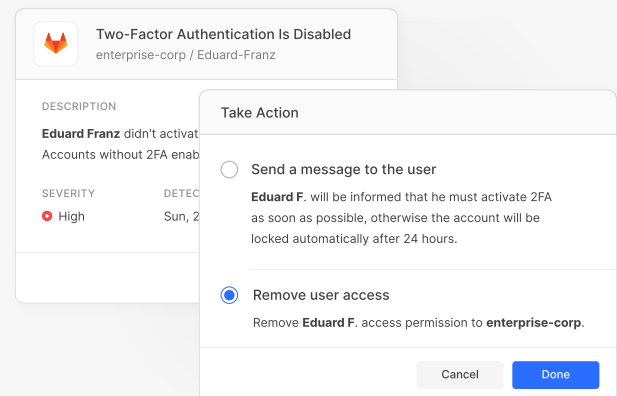 Two-Factor Authentication Is Disabled
enterprise-corp / Eduard-Franz
DESCRIPTION
Eduard Franz didn't activat
Accounts without 2FA enab
SEVERITY
DETEC
High
Sun, 2
Take Action
Send a message to the user
Eduard F. will be informed that he must activate 2FA
as soon as possible, otherwise the account will be
locked automatically after 24 hours.
Remove user access
Remove Eduard F. access permission to enterprise-corp.
Cancel
Done